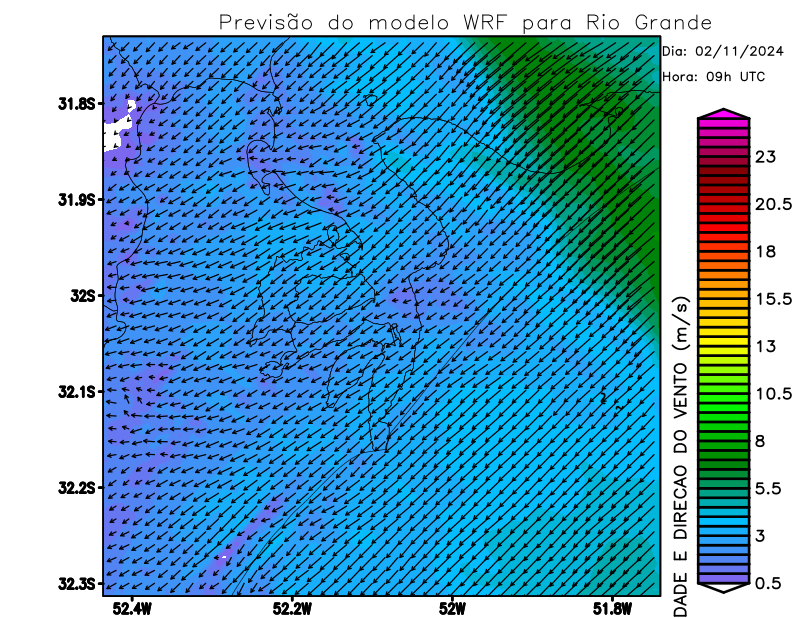 Previsão do modelo WRF para Rio Grande
Dia: 02/11/2024
Hora: 09h UTC
31.8S
31.9S
32S
32.1S
32.2S
32.3S
52.4W
52.2W
52W
51.8W
23
20.5
18
15.5
13
10.5
8
5.5
3
0.5
DADE E DIRECAO DO VENTO (m/s)